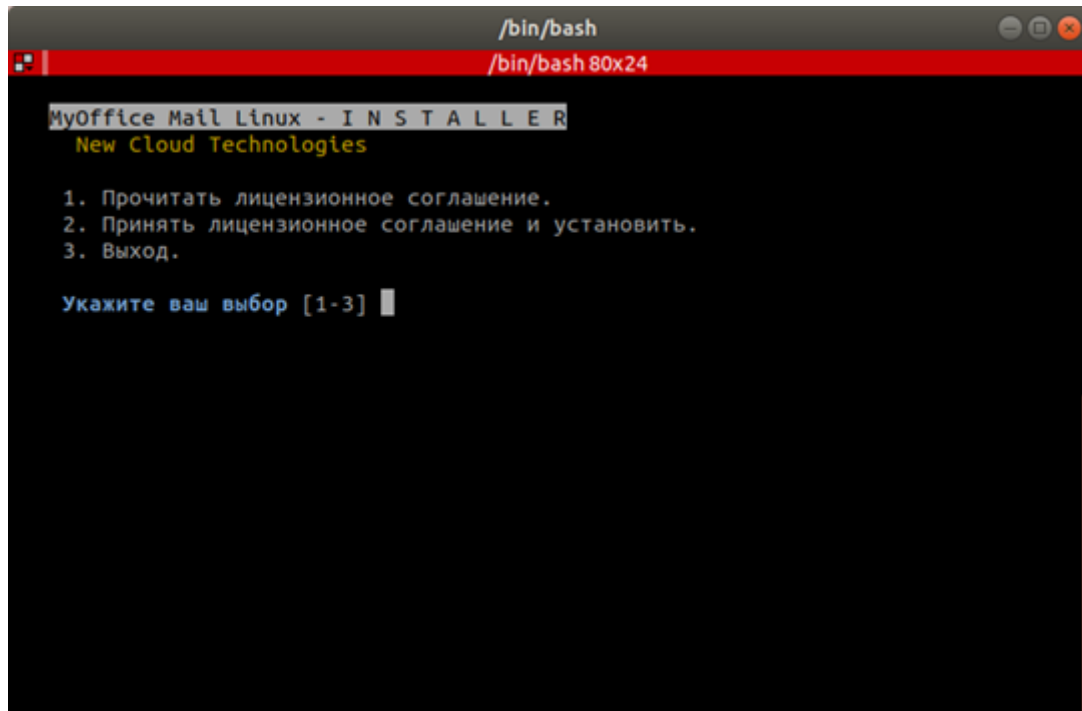 /bin/bash
/bin/bash 80x24
MyOffice Mail Linux - I N S T A L L E R
New Cloud Technologies
1. Прочитать лицензионное соглашение.
2. Принять лицензионное соглашение и установить.
3. Выход.
Укажите ваш выбор [1-3]